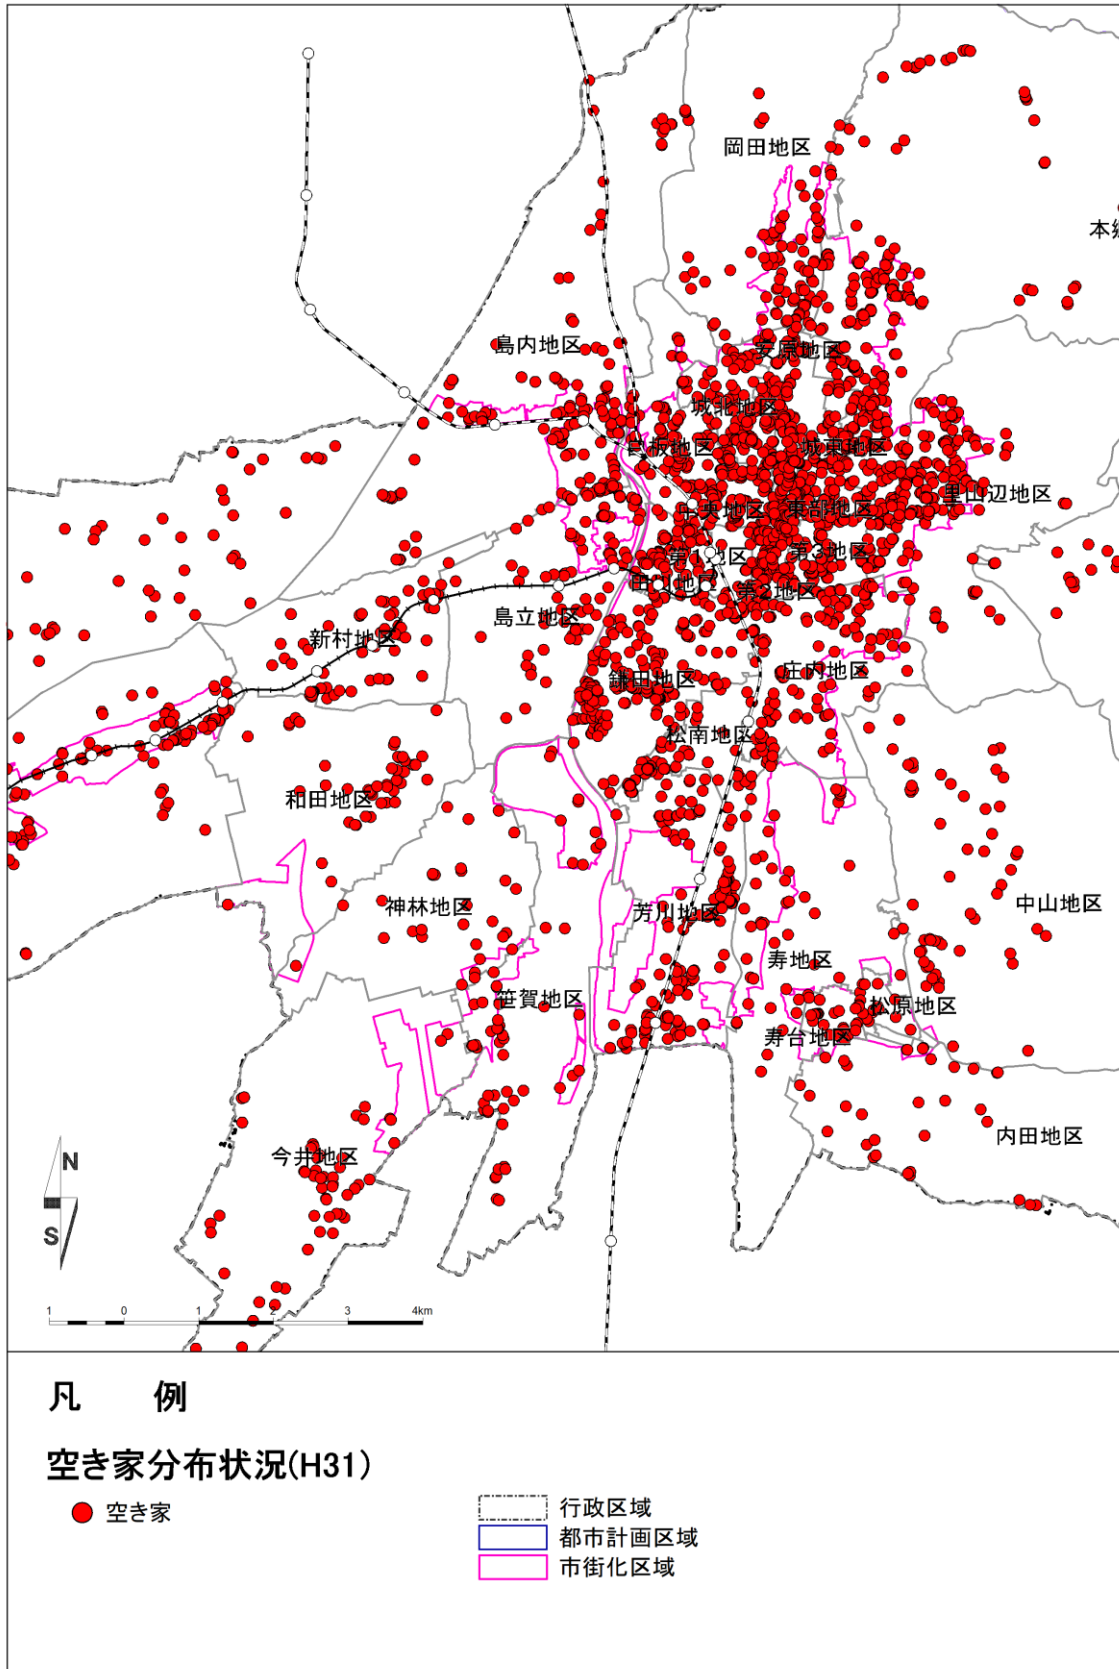 岡田地区
本郷
島内地区
安原地区
城北地区
白板地区
城東地区
里山辺地区
中央地区
東部地区
第1地区
第3地区
田川地区
第2地区
島立地区
新村地区
鎌田地区
庄内地区
松南地区
和田地区
神林地区
芳川地区
中山地区
寿地区
笹賀地区
松原地区
寿台地区
内田地区
今井地区
N
S
1 0 1 2 3 4km
凡 例
空き家分布状況(H31)
空き家
行政区域
都市計画区域
市街化区域